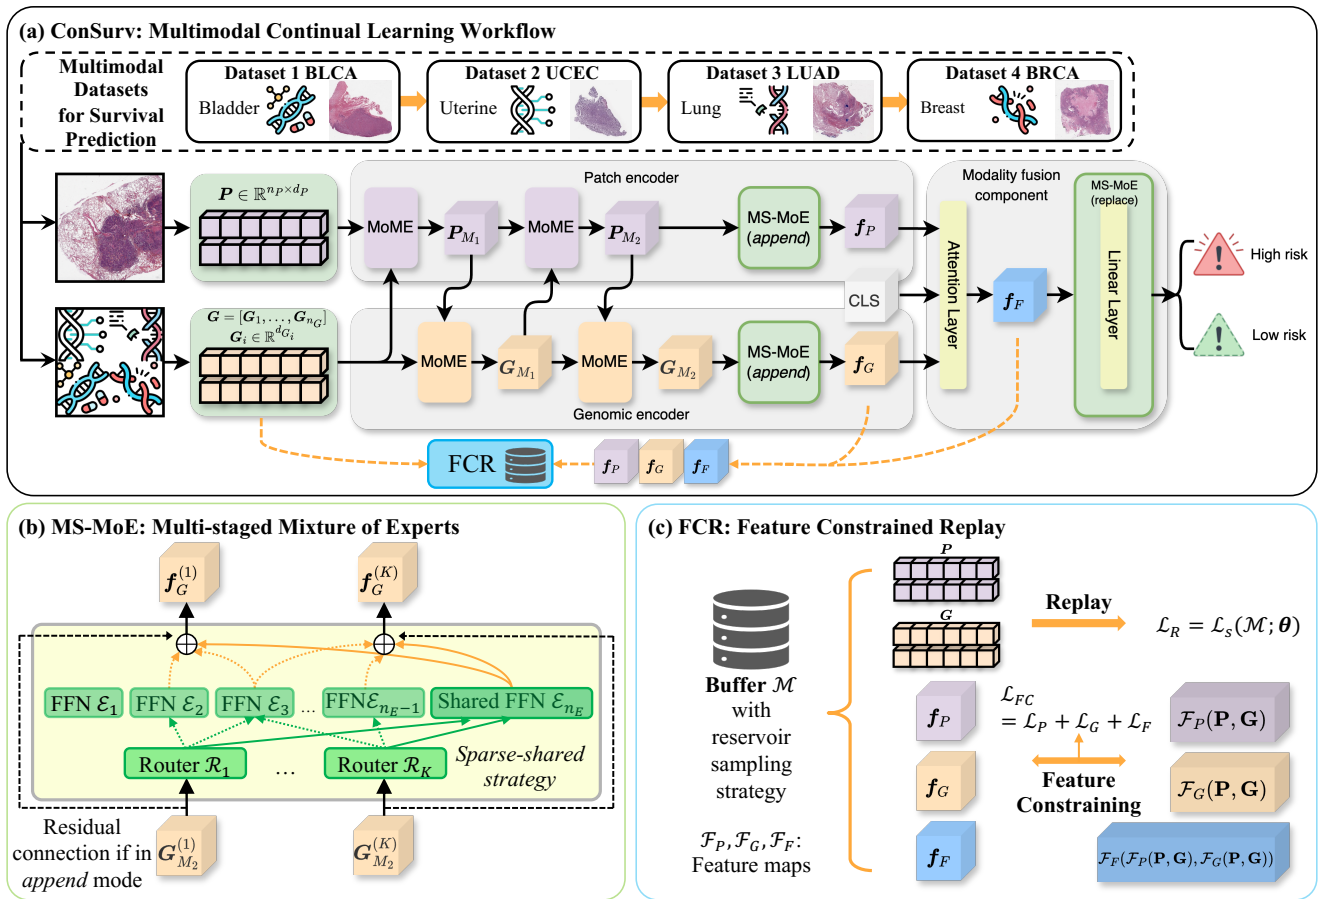 (a) ConSurv: Multimodal Continual Learning Workflow
Multimodal
Datasets
for Survival
Prediction
Dataset 1 BLCA
Bladder
Dataset 2 UCEC
Uterine
Dataset 3 LUAD
Lung
Dataset 4 BRCA
Breast
P ∈ ℝ^{n_P×d_P}
Patch encoder
MoME
P_{M_1}
MoME
P_{M_2}
MS-MoE
(append)
f_P
Modality fusion
component
MS-MoE
(replace)
Attention Layer
Linear Layer
CLS
f_F
High risk
Low risk
G = [G_1, . . . , G_{n_G}]
G_i ∈ ℝ^{d_{G_i}}
MoME
G_{M_1}
MoME
G_{M_2}
MS-MoE
(append)
f_G
Genomic encoder
FCR
f_P
f_G
f_F
(b) MS-MoE: Multi-staged Mixture of Experts
f_G^{(1)}
f_G^{(K)}
FFN ℰ_1
FFN ℰ_2
FFN ℰ_3
...
FFNℰ_{n_E−1}
Shared FFN ℰ_{n_E}
Router ℛ_1
...
Router ℛ_K
Sparse-shared
strategy
Residual
connection if in
append mode
G_{M_2}^{(1)}
G_{M_2}^{(K)}
(c) FCR: Feature Constrained Replay
P
G
Replay
ℒ_R = ℒ_s(ℳ; θ)
Buffer ℳ
with
reservoir
sampling
strategy
ℱ_P, ℱ_G, ℱ_F:
Feature maps
f_P
f_G
f_F
ℒ_{FC}
= ℒ_P + ℒ_G + ℒ_F
Feature
Constraining
ℱ_P(P, G)
ℱ_G(P, G)
ℱ_F(ℱ_P(P, G), ℱ_G(P, G))